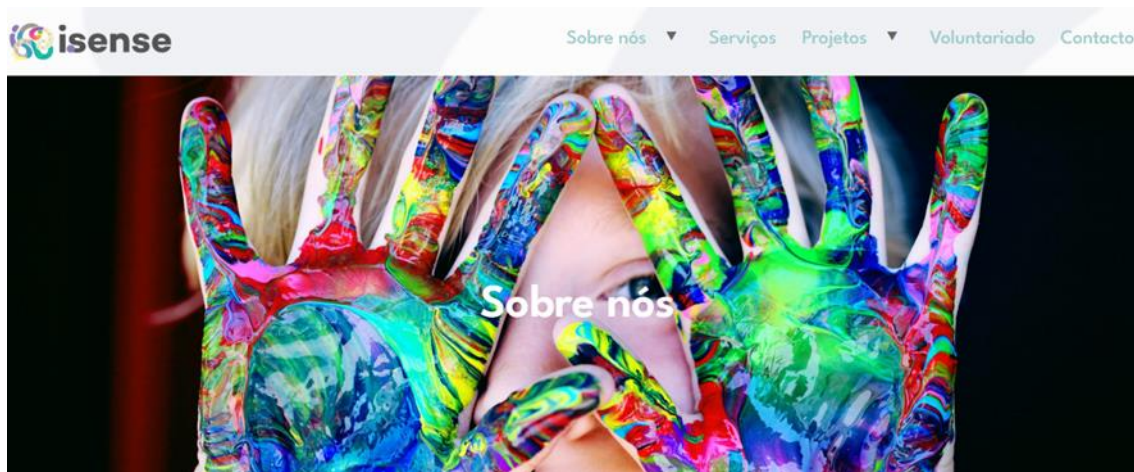 isense
Sobre nós ▼ Serviços Projetos ▼ Voluntariado Contacto
Sobre nós